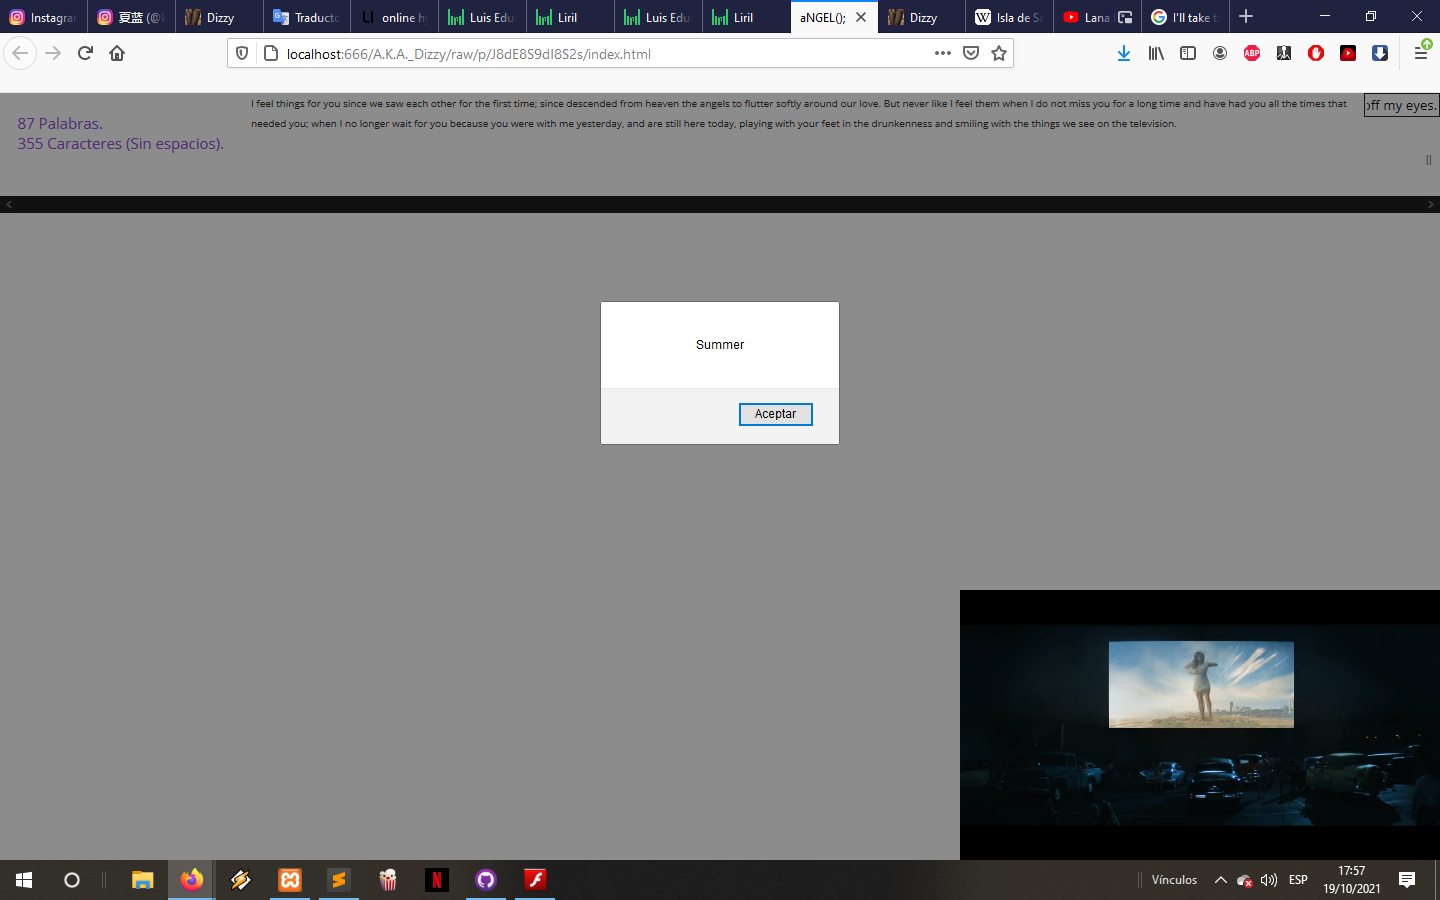 Instagram
夏蓝 (@
Dizzy
Traducto
online hy
Luis Edu
Liril
Luis Edu
Liril
aNGEL();
Dizzy
Isla de Sa
Lana
I'll take t
localhost:666/A.K.A._Dizzy/raw/p/J8dE8S9dI8S2s/index.html
ABP
I feel things for you since we saw each other for the first time; since descended from heaven the angels to flutter softly around our love. But never like I feel them when I do not miss you for a long time and have had you all the times that
needed you; when I no longer wait for you because you were with me yesterday, and are still here today, playing with your feet in the drunkenness and smiling with the things we see on the television.
off my eyes.
87 Palabras.
355 Caracteres (Sin espacios).
||
Summer
Aceptar
Vínculos
ESP
17:57
19/10/2021